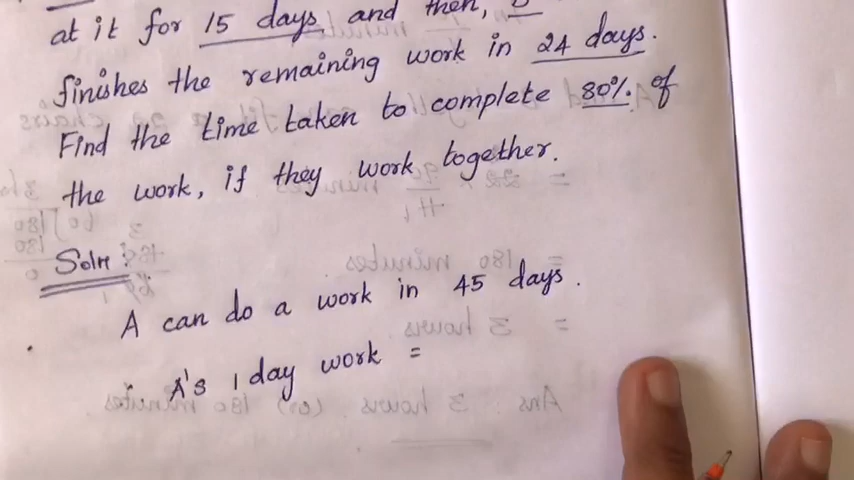 at it for 15 days and then,
finishes the remaining work in 24 days.
Find the time taken to complete 80% of
the work, if they work together.
Soln :
A can do a work in 45 days.
A's 1 day work =